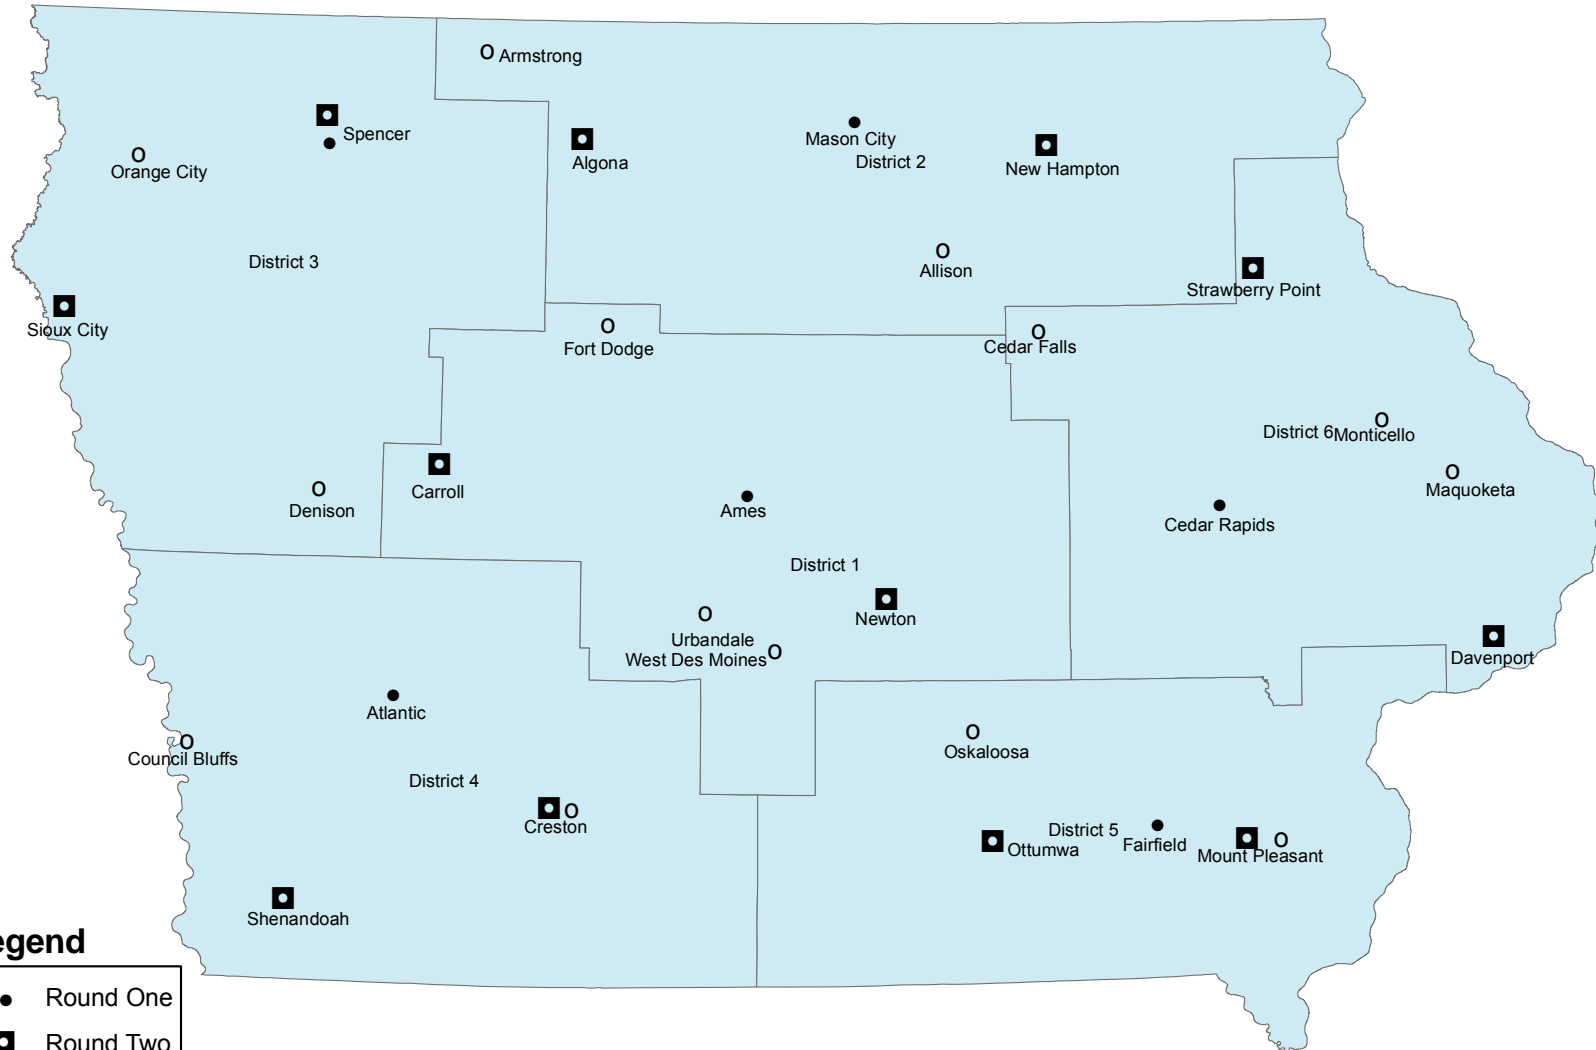 Armstrong
Spencer
Mason City
Algona
District 2
New Hampton
Orange City
District 3
Allison
Strawberry Point
Sioux City
Fort Dodge
Cedar Falls
District 6
Monticello
Carroll
Maquoketa
Denison
Ames
Cedar Rapids
District 1
Newton
Urbandale
West Des Moines
Davenport
Atlantic
Council Bluffs
Oskaloosa
District 4
Creston
District 5
Fairfield
Ottumwa
Mount Pleasant
Shenandoah
egend
Round One
Round Two